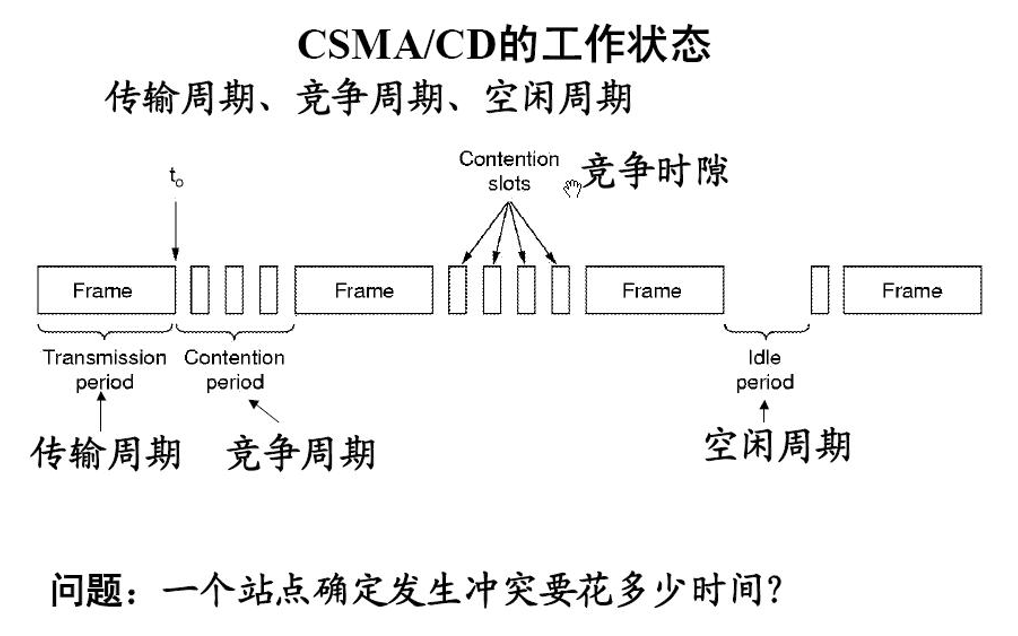 CSMA/CD的工作状态
传输周期、竞争周期、空闲周期
Contention
slots
竞争时隙
to
Frame
Frame
Frame
Frame
Transmission
period
Contention
period
Idle
period
传输周期
竞争周期
空闲周期
问题：一个站点确定发生冲突要花多少时间?